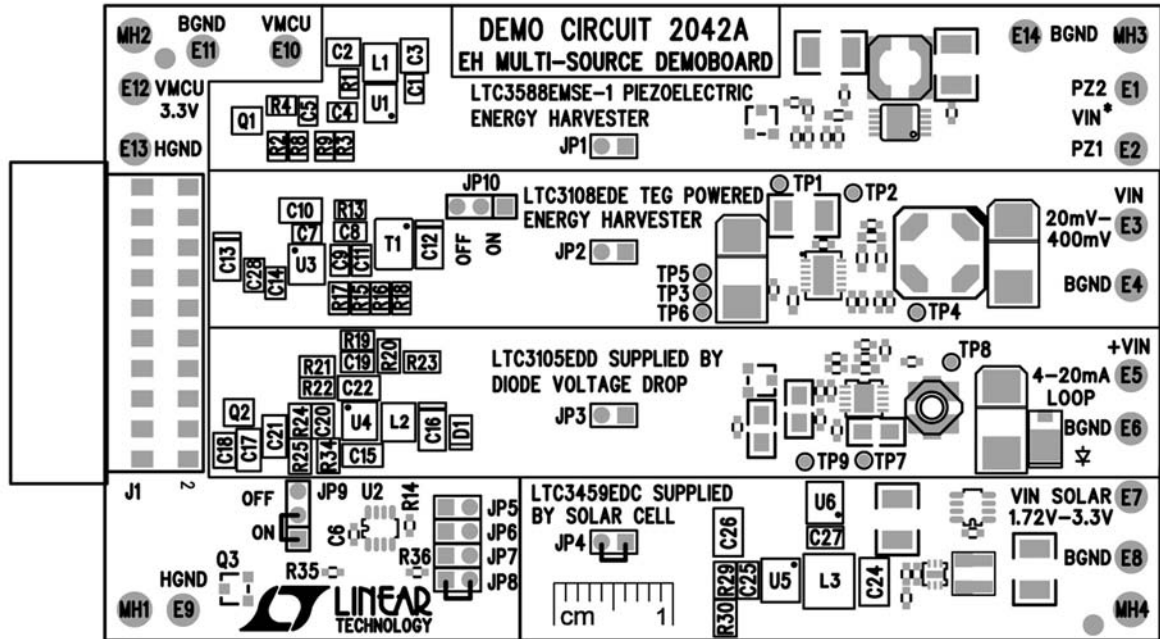 DEMO CIRCUIT 2042A
EH MULTI-SOURCE DEMOBOARD
MH2
BGND
E11
VMCU
E10
E12
VMCU
3.3V
E13
HGND
C2
L1
C3
R1
C1
U1
R4
C5
C4
Q1
R2
R8
R9
R3
LTC3588EMSE-1 PIEZOELECTRIC
ENERGY HARVESTER
JP1
E14
BGND
MH3
PZ2
E1
VIN*
PZ1
E2
JP10
OFF
ON
LTC3108EDE TEG POWERED
ENERGY HARVESTER
JP2
C10
R13
C7
C8
T1
C12
C13
C28
C14
U3
C9
C11
R17
R15
R16
R18
TP1
TP2
TP5
TP3
TP6
TP4
VIN
20mV-
400mV
E3
BGND
E4
R19
C19
R20
R21
R23
R22
C22
LTC3105EDD SUPPLIED BY
DIODE VOLTAGE DROP
JP3
Q2
R24
C20
U4
L2
C16
D1
C18
C17
C21
R25
R34
C15
TP8
TP9
TP7
+VIN
4-20mA
LOOP
E5
BGND
E6
J1
2
OFF
ON
JP9
U2
R14
C6
JP5
JP6
JP7
JP8
R36
R35
Q3
HGND
MH1
E9
LT
LINEAR
TECHNOLOGY
LTC3459EDC SUPPLIED
BY SOLAR CELL
JP4
cm
1
C26
U6
C27
R29
C25
U5
L3
C24
R30
VIN SOLAR
1.72V-3.3V
E7
BGND
E8
MH4